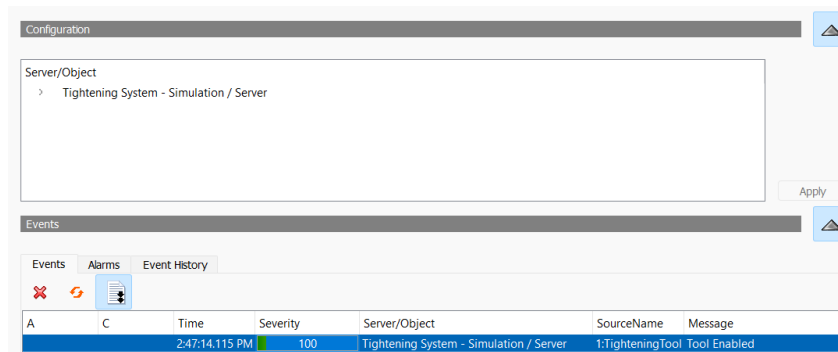 Configuration
Server/Object
Tightening System - Simulation / Server
Apply
Events
Events Alarms Event History
A C Time Severity Server/Object SourceName Message
2:47:14.115 PM 100 Tightening System - Simulation / Server 1:TighteningTool Tool Enabled